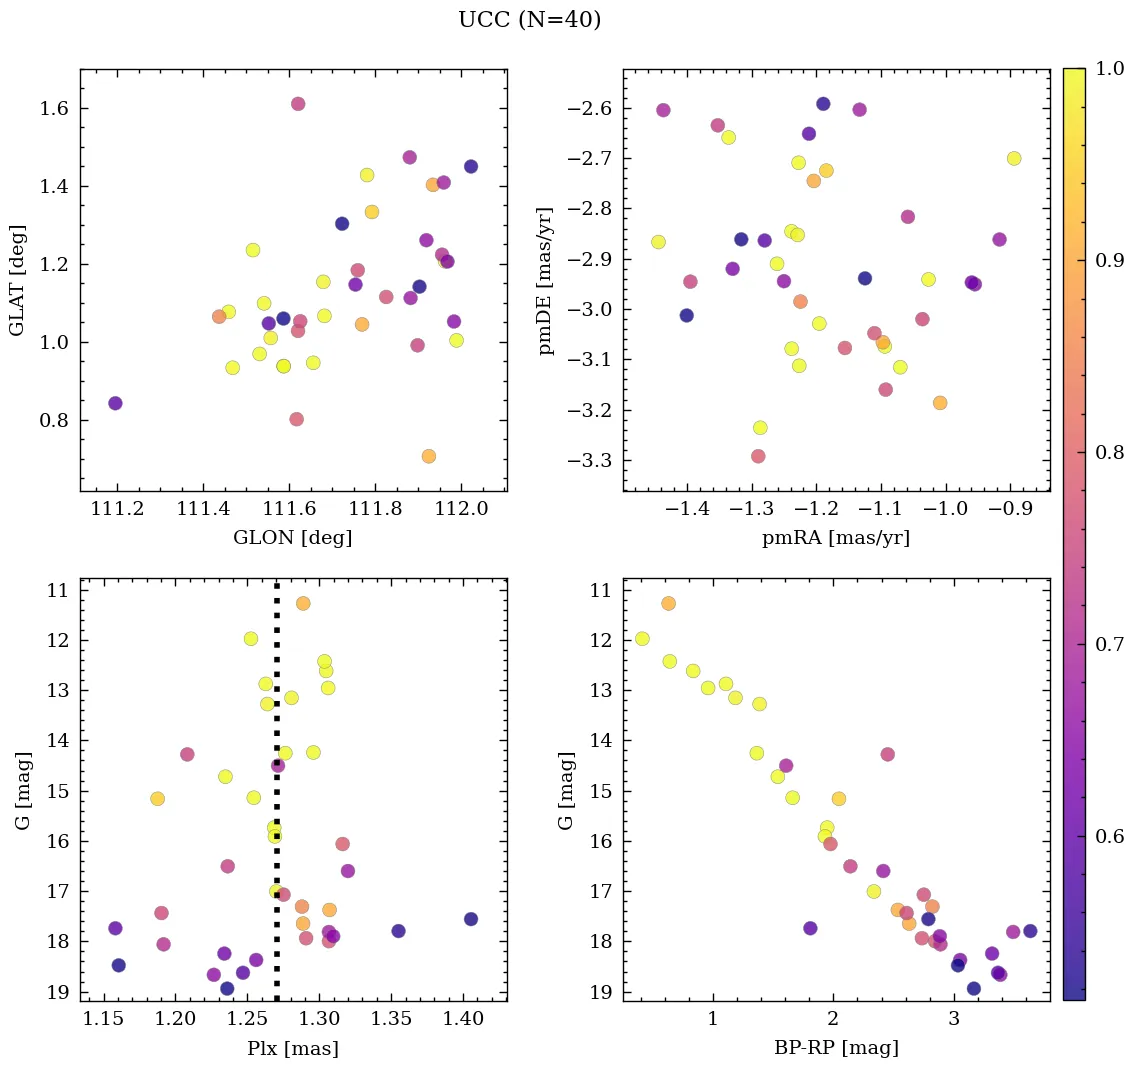 UCC (N=40)
1.6
1.4
1.2
1.0
0.8
GLAT [deg]
111.2 111.4 111.6 111.8 112.0
GLON [deg]
−2.6
−2.7
−2.8
−2.9
−3.0
−3.1
−3.2
−3.3
pmDE [mas/yr]
−1.4 −1.3 −1.2 −1.1 −1.0 −0.9
pmRA [mas/yr]
1.0
0.9
0.8
0.7
0.6
11
12
13
14
15
16
17
18
19
G [mag]
1.15 1.20 1.25 1.30 1.35 1.40
Plx [mas]
11
12
13
14
15
16
17
18
19
G [mag]
1 2 3
BP-RP [mag]